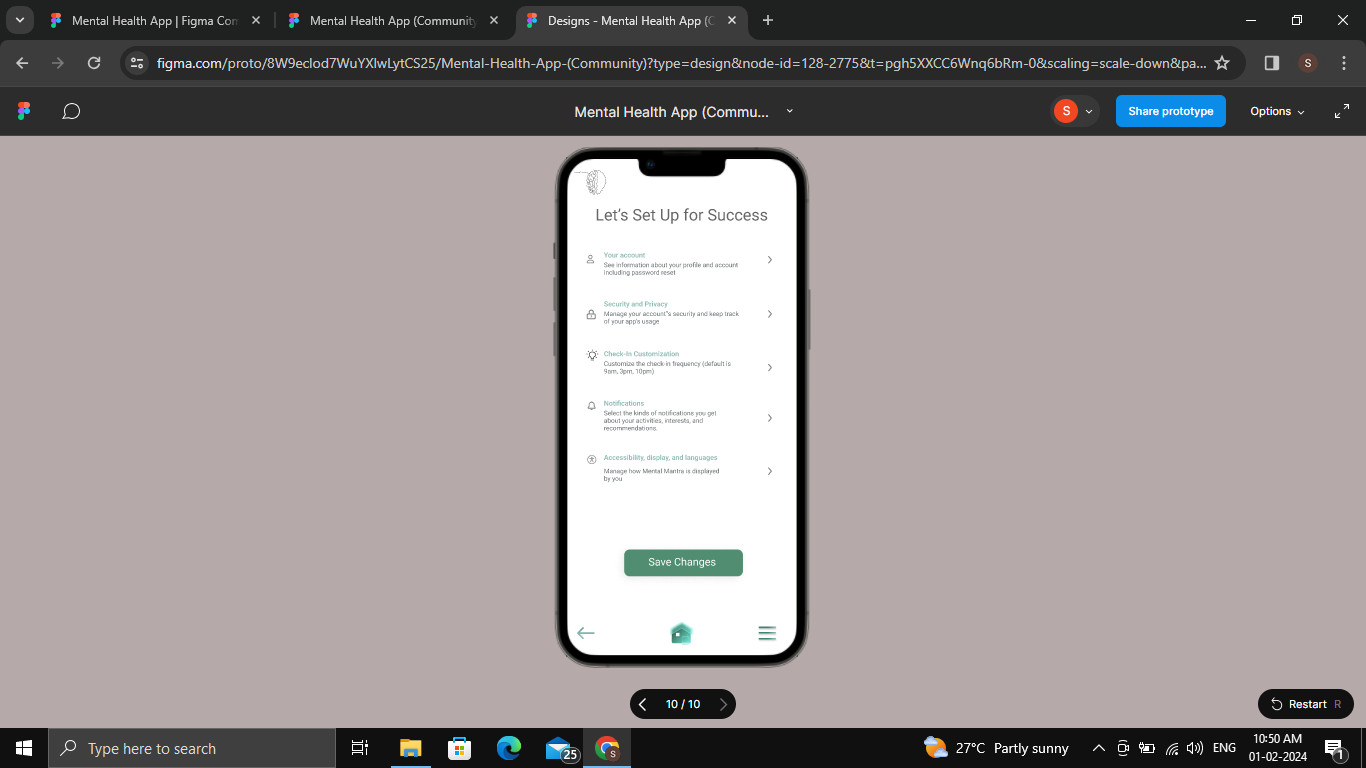 Mental Health App | Figma Con
Mental Health App (Community
Designs - Mental Health App (C
figma.com/proto/8W9eclod7WuYXlwLytCS25/Mental-Health-App-(Community)?type=design&node-id=128-2775&t=pgh5XXCC6Wnq6bRm-0&scaling=scale-down&pa...
S
Mental Health App (Commu...
S
Share prototype
Options
Let's Set Up for Success
Your account
See information about your profile and account
including password reset
Security and Privacy
Manage your account"s security and keep track
of your app's usage
Check-In Customization
Customize the check-in frequency (default is
9am, 3pm, 10pm)
Notifications
Select the kinds of notifications you get
about your activities, interests, and
recommendations.
Accessibility, display, and languages
Manage how Mental Mantra is displayed
by you
Save Changes
10 / 10
Restart R
Type here to search
25
S
27°C Partly sunny
ENG
10:50 AM
01-02-2024
1